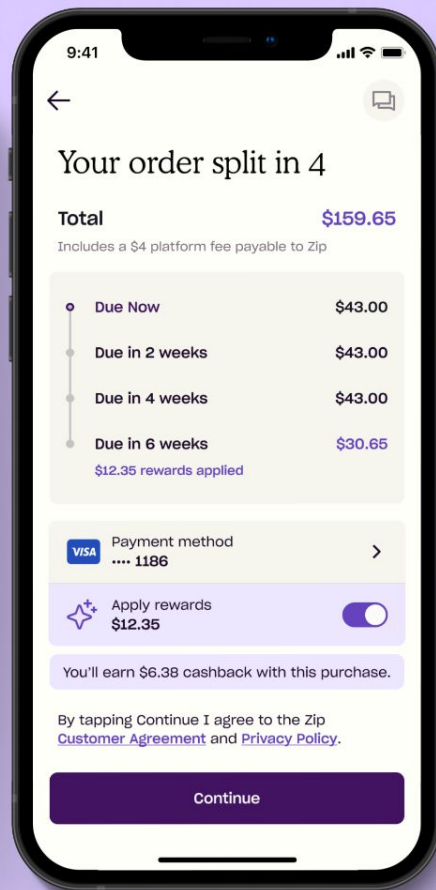 9:41
Your order split in 4
Total $159.65
Includes a $4 platform fee payable to Zip
Due Now $43.00
Due in 2 weeks $43.00
Due in 4 weeks $43.00
Due in 6 weeks $30.65
$12.35 rewards applied
VISA Payment method
•••• 1186
Apply rewards
$12.35
You'll earn $6.38 cashback with this purchase.
By tapping Continue I agree to the Zip
Customer Agreement and Privacy Policy.
Continue